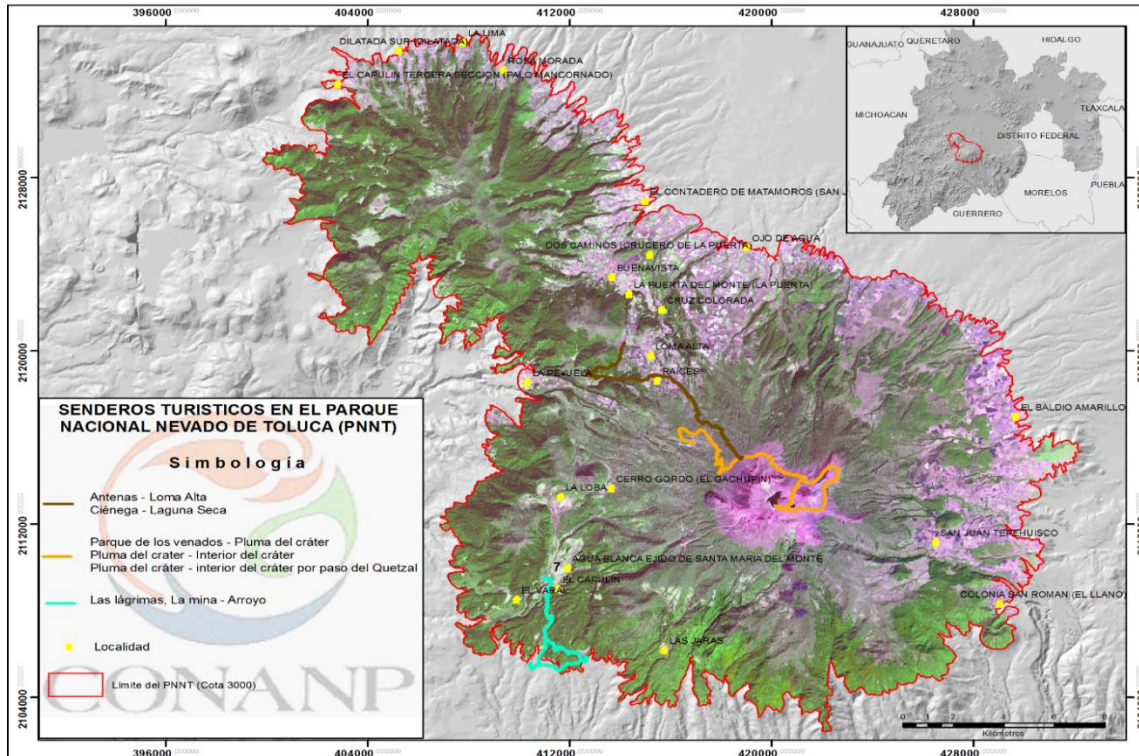 396000
404000
412000
420000
428000
LA LIMA
DILATADA SUR (DILATADA)
ROSA MORADA
EL CAPULIN TERCERA SECCION (PALO MANCORNADO)
EL CONTADERO DE MATAMOROS (SAN J
DOS CAMINOS (CRUCERO DE LA PUERTA)
OJO DE AGUA
BUENAVISTA
LA PUERTA DEL MONTE (LA PUERTA)
CRUZ COLORADA
LOMA ALTA
RAÍCES
LA PEÑUELA
EL BALDIO AMARILLO
CERRO GORDO (EL GACHUPIN)
LA LOBA
SAN JUAN TEPEHUISCO
AGUA BLANCA EJIDO DE SANTA MARIA DEL MONTE
7
EL CAPULIN
EL VARAL
COLONIA SAN ROMAN (EL LLANO)
LAS JARAS
GUANAJUATO
QUERETARO
HIDALGO
MICHOACAN
TLAXCALA
DISTRITO FEDERAL
PUEBLA
MORELOS
GUERRERO
2128000
2120000
2112000
2104000
SENDEROS TURISTICOS EN EL PARQUE
NACIONAL NEVADO DE TOLUCA (PNNT)
Simbología
Antenas - Loma Alta
Ciénega - Laguna Seca
Parque de los venados - Pluma del cráter
Pluma del crater - Interior del cráter
Pluma del cráter - interior del cráter por paso del Quetzal
Las lágrimas, La mina - Arroyo
Localidad
Límite del PNNT (Cota 3000)
CONANP
Kilómetros
396000
404000
412000
420000
428000